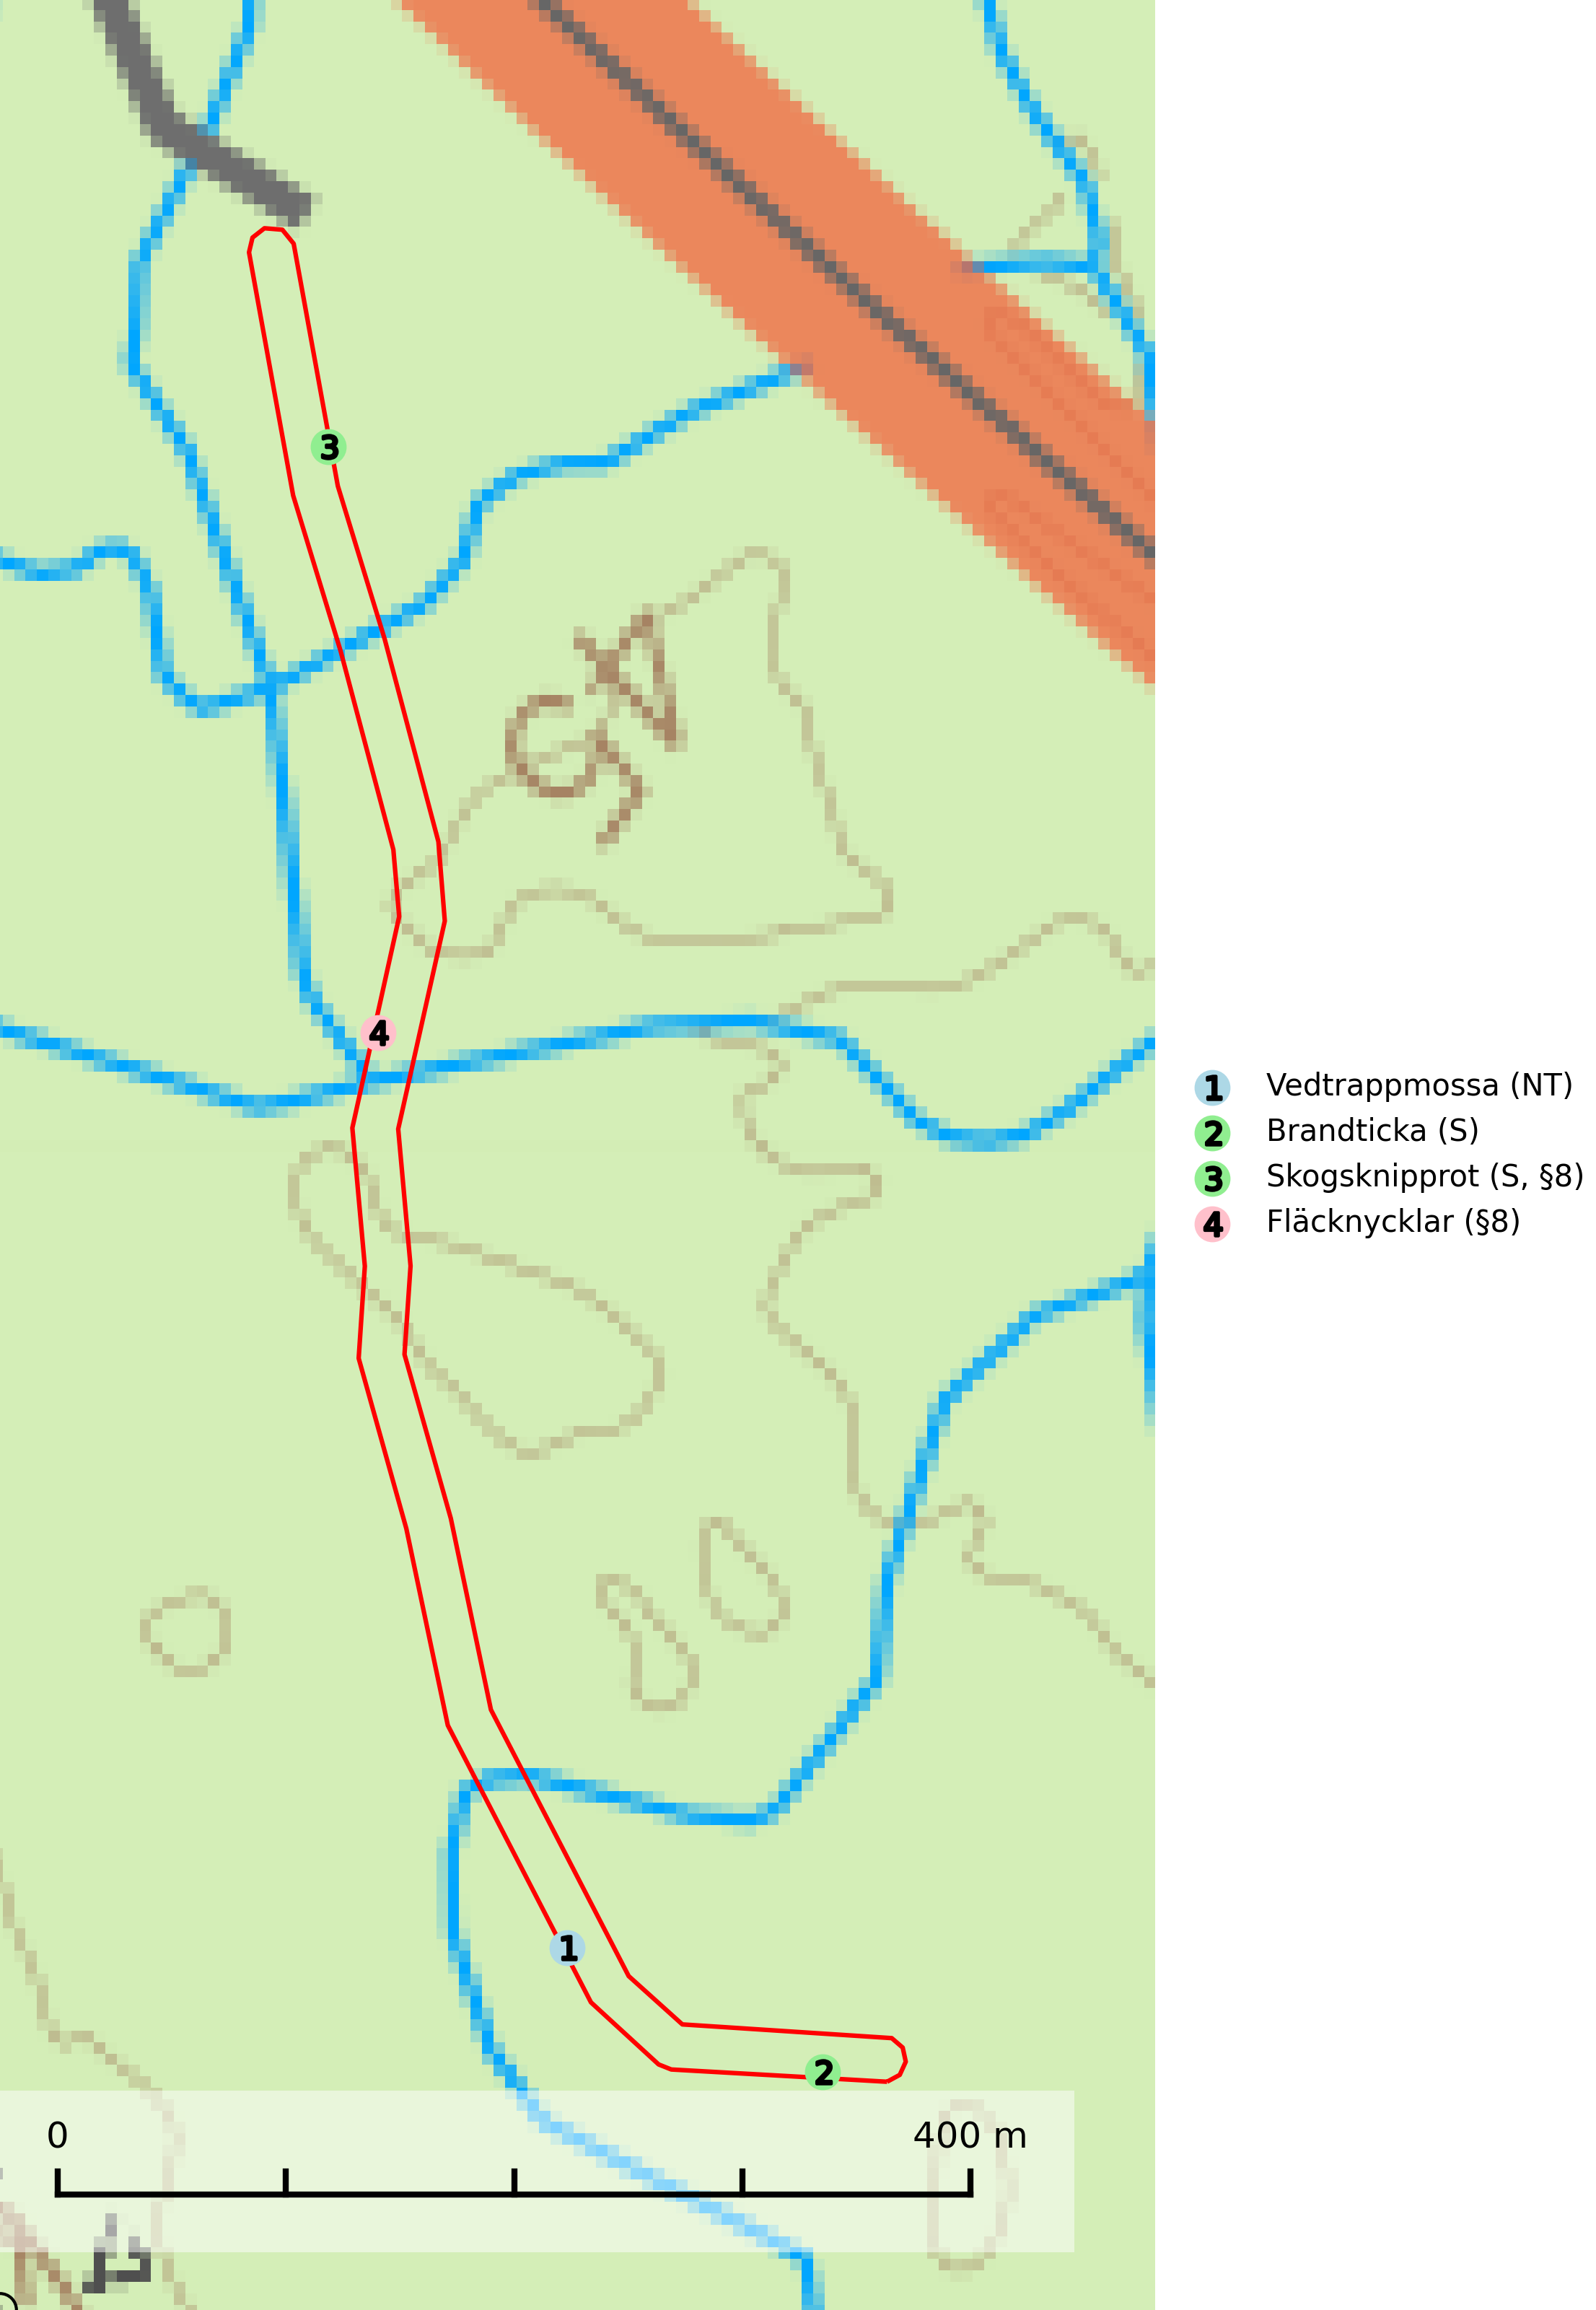 3
4
1 Vedtrappmossa (NT)
2 Brandticka (S)
3 Skogsknipprot (S, §8)
4 Fläcknycklar (§8)
1
2
0 400 m